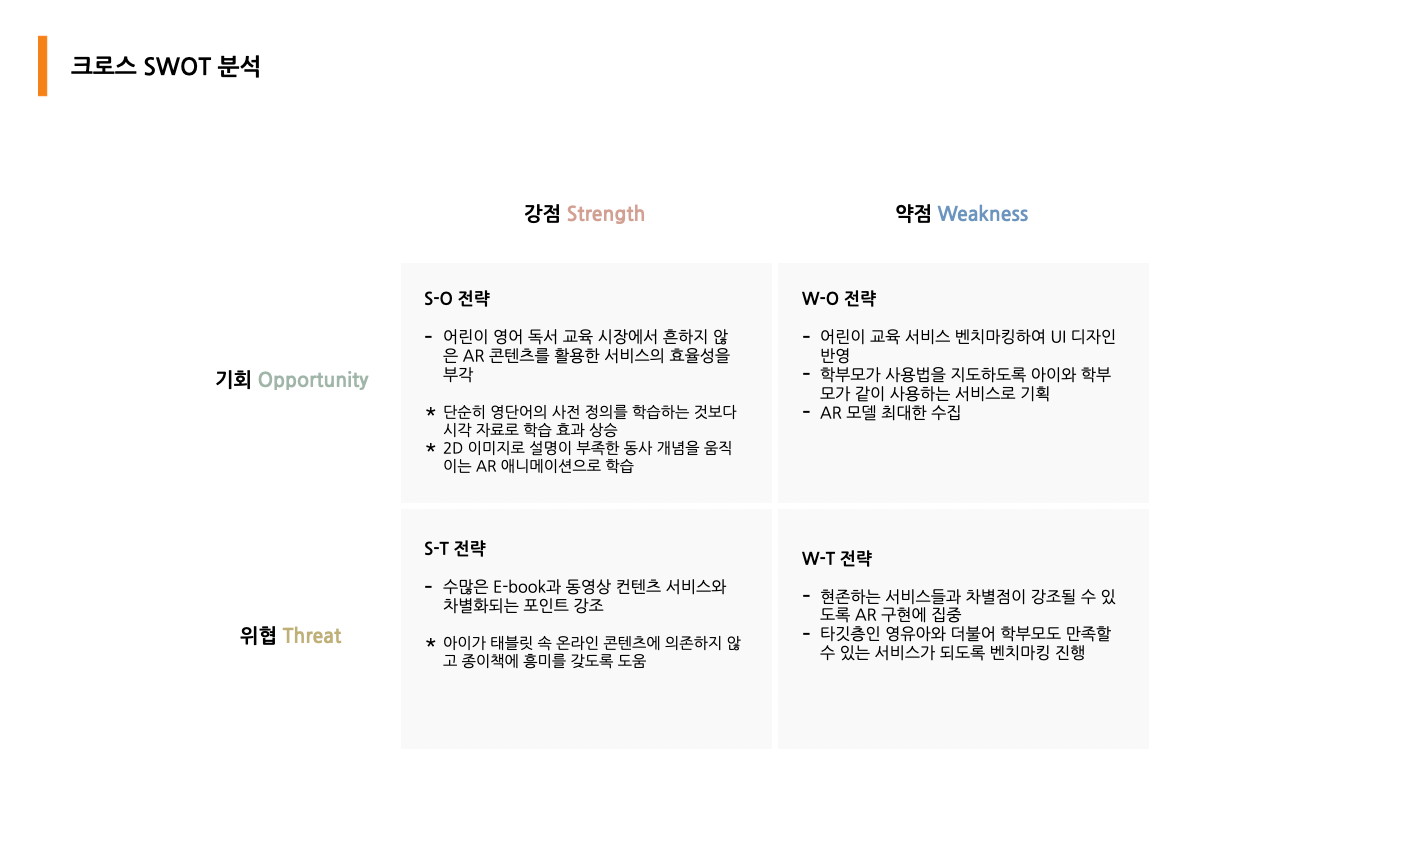 크로스 SWOT 분석
강점 Strength
약점 Weakness
기회 Opportunity
S-O 전략
- 어린이 영어 독서 교육 시장에서 흔하지 않
은 AR 콘텐츠를 활용한 서비스의 효율성을
부각
* 단순히 영단어의 사전 정의를 학습하는 것보다
시각 자료로 학습 효과 상승
* 2D 이미지로 설명이 부족한 동사 개념을 움직
이는 AR 애니메이션으로 학습
W-O 전략
- 어린이 교육 서비스 벤치마킹하여 UI 디자인
반영
- 학부모가 사용법을 지도하도록 아이와 학부
모가 같이 사용하는 서비스로 기획
- AR 모델 최대한 수집
위협 Threat
S-T 전략
- 수많은 E-book과 동영상 컨텐츠 서비스와
차별화되는 포인트 강조
* 아이가 태블릿 속 온라인 콘텐츠에 의존하지 않
고 종이책에 흥미를 갖도록 도움
W-T 전략
- 현존하는 서비스들과 차별점이 강조될 수 있
도록 AR 구현에 집중
- 타깃층인 영유아와 더불어 학부모도 만족할
수 있는 서비스가 되도록 벤치마킹 진행